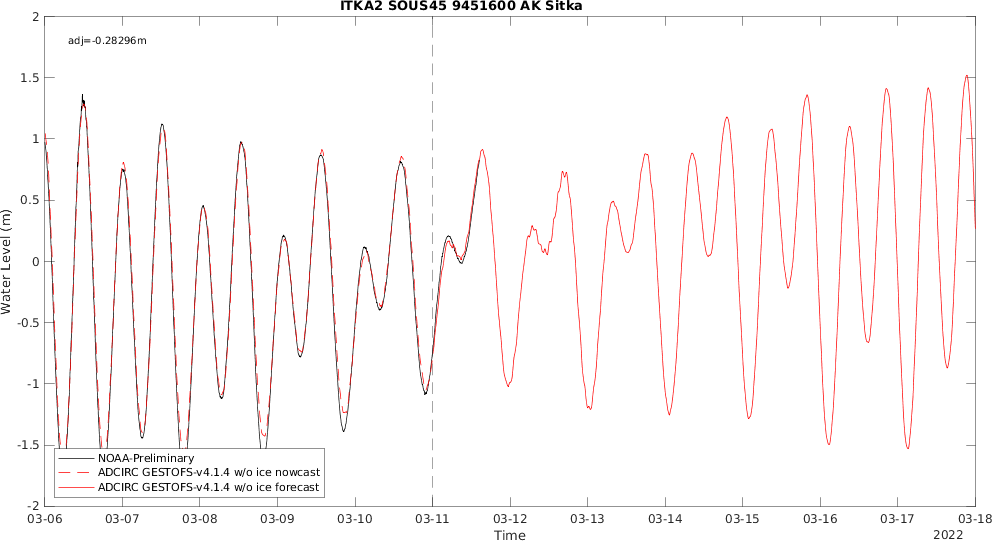 ITKA2 SOUS45 9451600 AK Sitka
adj=-0.28296m
Water Level (m)
2
1.5
1
0.5
0
-0.5
-1
-1.5
-2
NOAA-Preliminary
ADCIRC GESTOFS-v4.1.4 w/o ice nowcast
ADCIRC GESTOFS-v4.1.4 w/o ice forecast
03-06 03-07 03-08 03-09 03-10 03-11 03-12 03-13 03-14 03-15 03-16 03-17 03-18
Time
2022